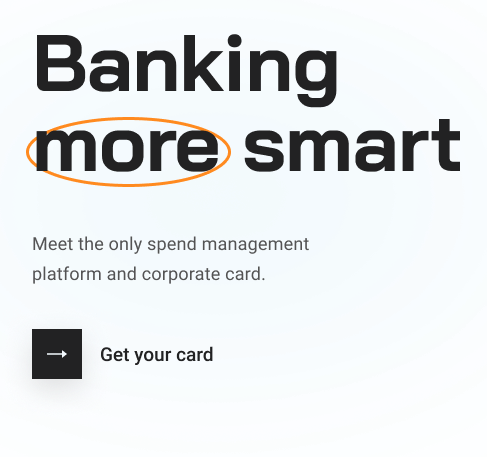 Banking
more smart
Meet the only spend management
platform and corporate card.
Get your card